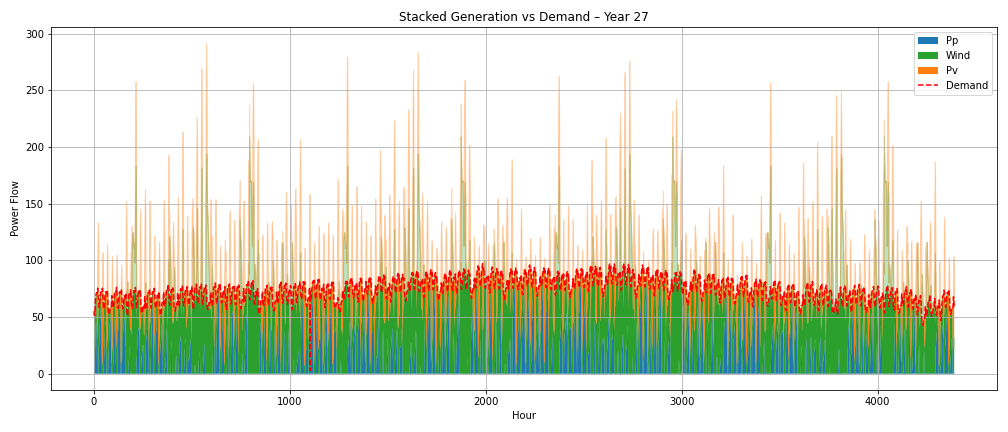 Stacked Generation vs Demand – Year 27
300
250
200
150
100
50
0
Power Flow
Pp
Wind
Pv
Demand
0 1000 2000 3000 4000
Hour